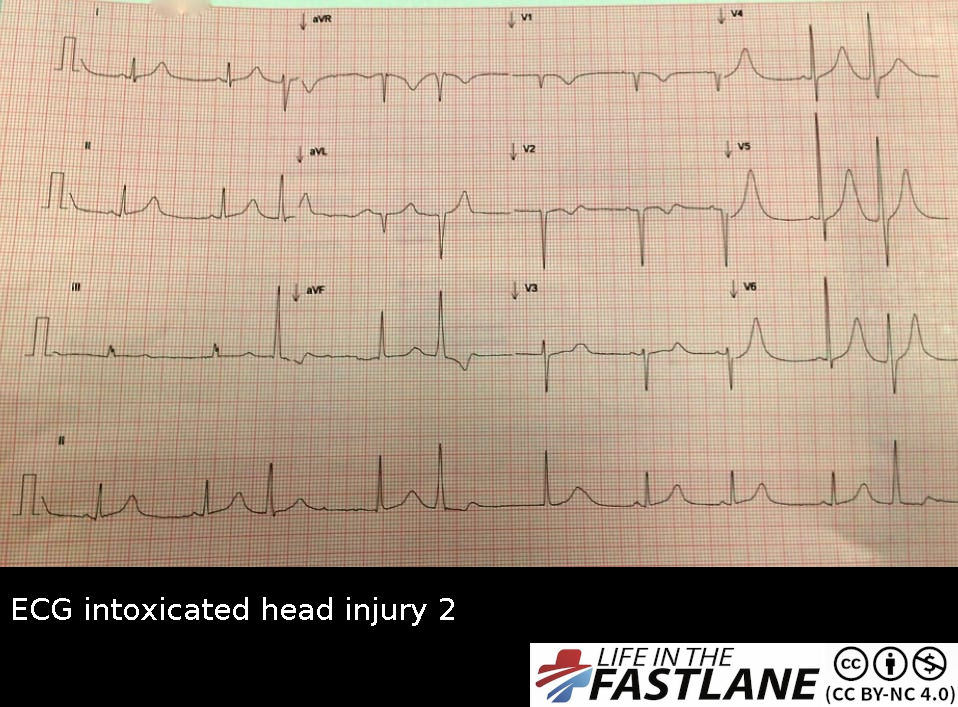 I aVR V1 V4
II aVL V2 V5
III aVF V3 V6
II
ECG intoxicated head injury 2
LIFE IN THE
FASTLANE
cc $
(CC BY-NC 4.0)